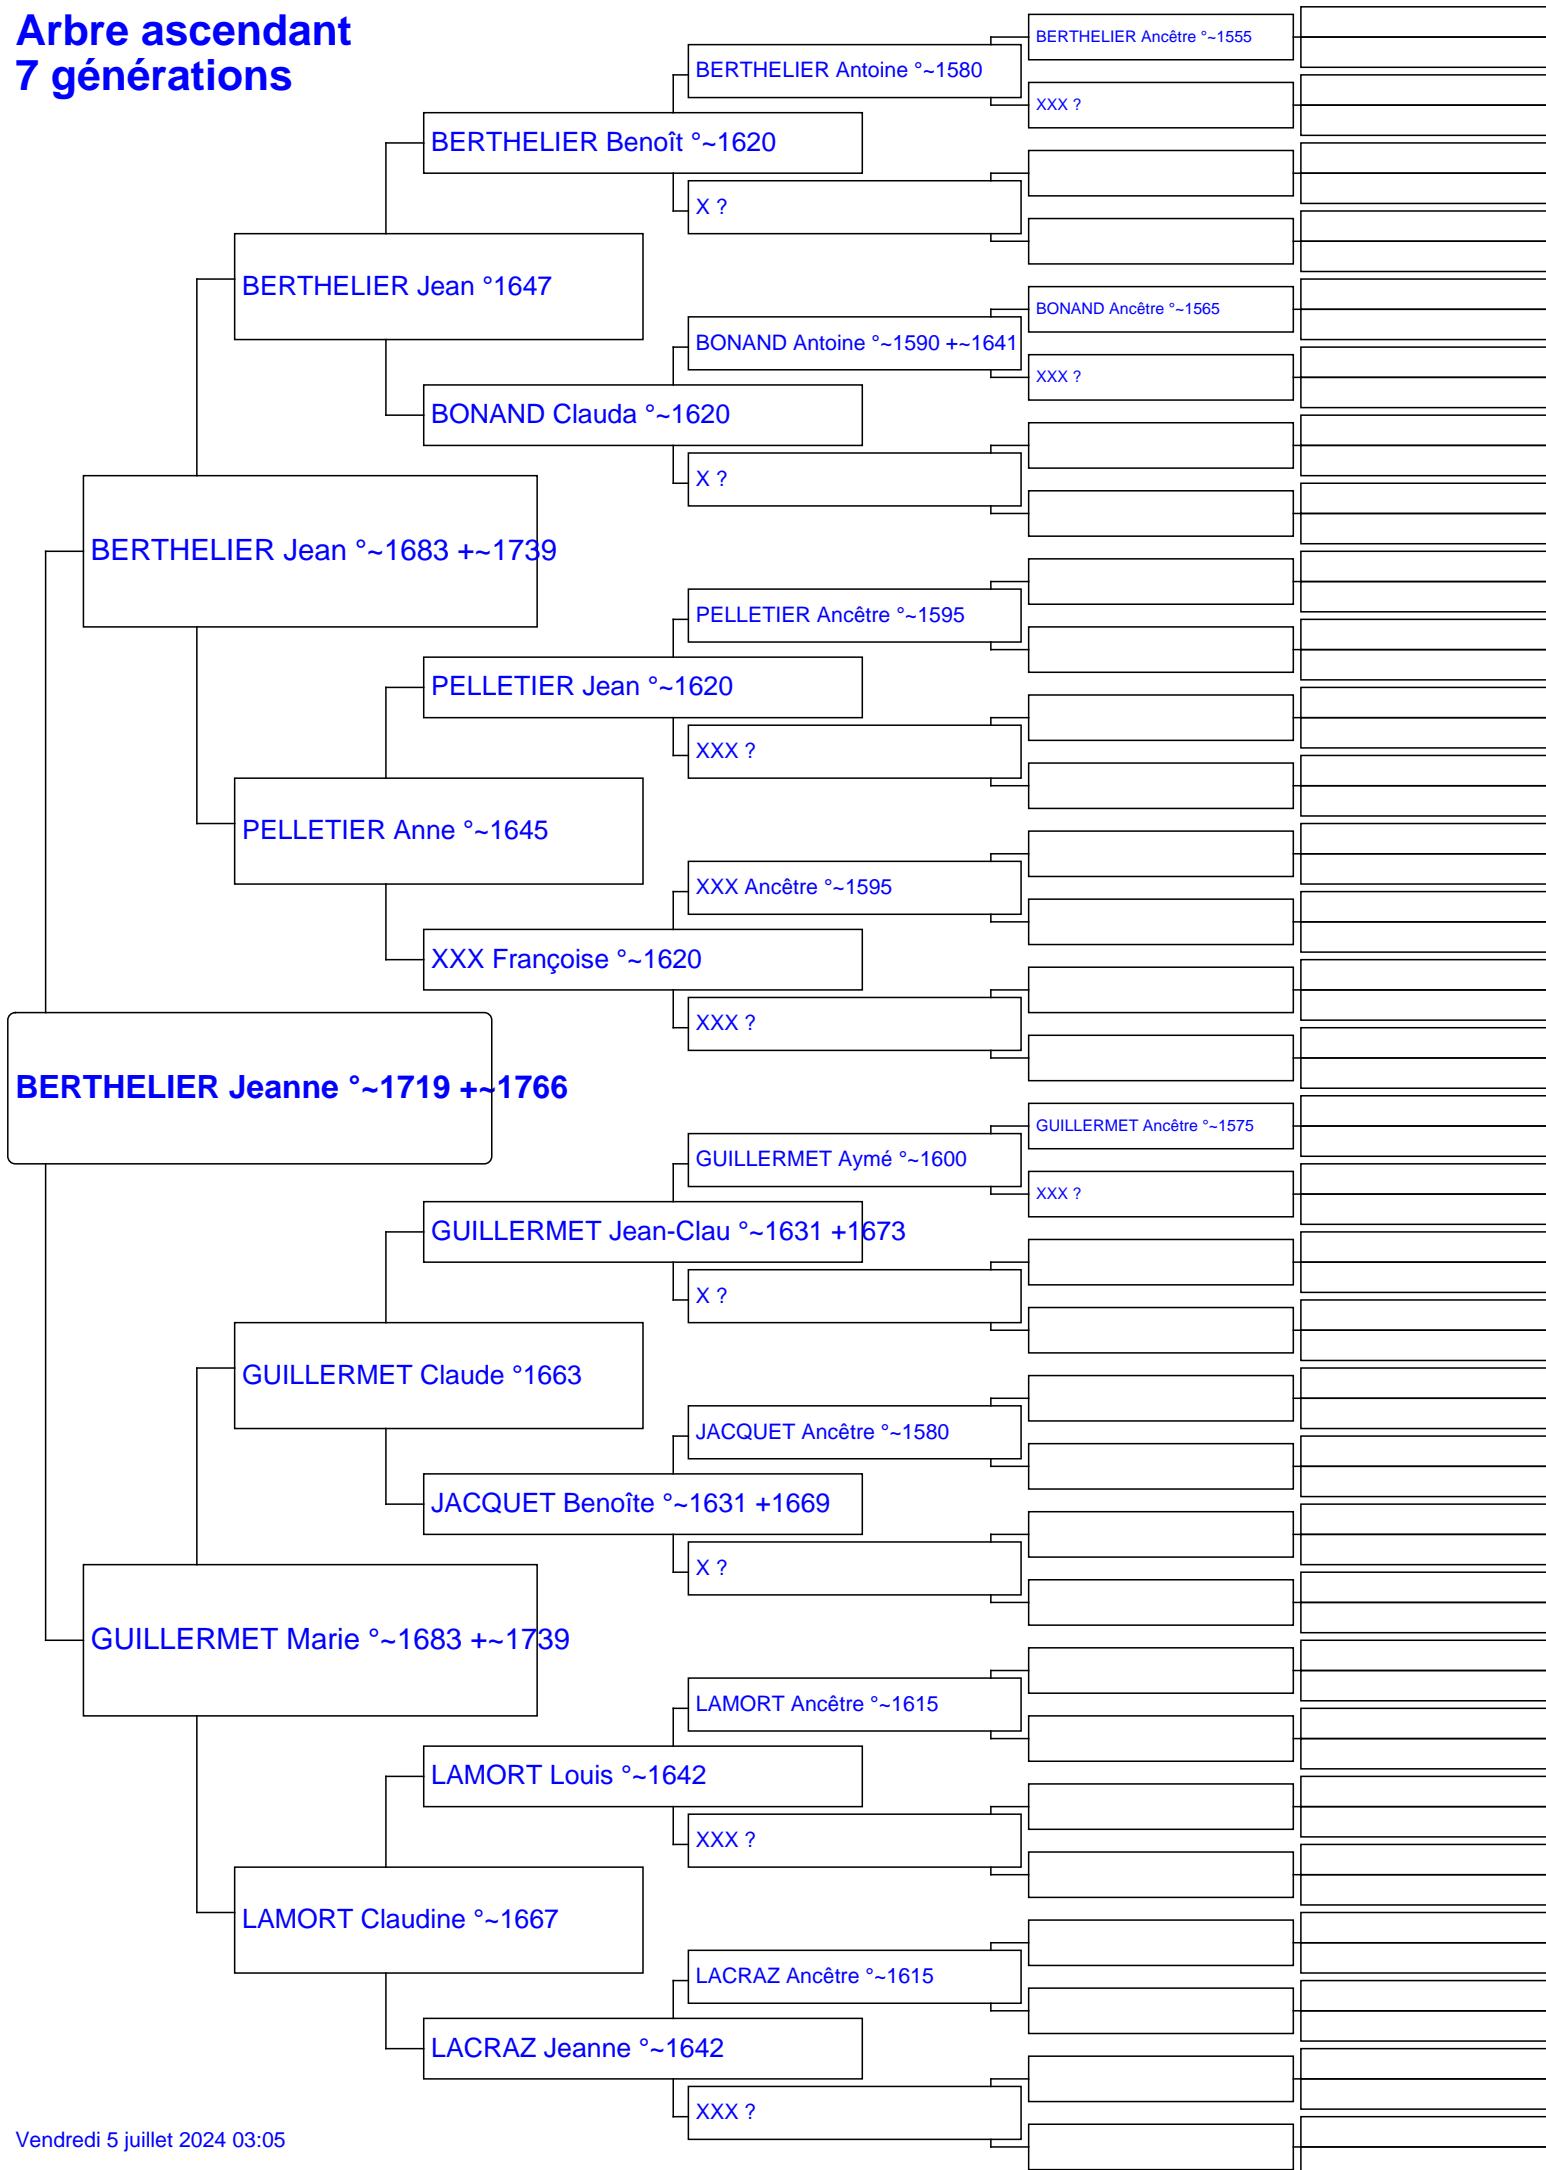 Arbre ascendant
7 générations
BERTHELIER Ancêtre °~1555
BERTHELIER Antoine °~1580
XXX ?
BERTHELIER Benoît °~1620
X ?
BERTHELIER Jean °1647
BONAND Ancêtre °~1565
BONAND Antoine °~1590 +~1641
XXX ?
BONAND Clauda °~1620
X ?
BERTHELIER Jean °~1683 +~1739
PELLETIER Ancêtre °~1595
PELLETIER Jean °~1620
XXX ?
PELLETIER Anne °~1645
XXX Ancêtre °~1595
XXX Françoise °~1620
XXX ?
BERTHELIER Jeanne °~1719 +~1766
GUILLERMET Ancêtre °~1575
GUILLERMET Aymé °~1600
XXX ?
GUILLERMET Jean-Clau °~1631 +1673
X ?
GUILLERMET Claude °1663
JACQUET Ancêtre °~1580
JACQUET Benoîte °~1631 +1669
X ?
GUILLERMET Marie °~1683 +~1739
LAMORT Ancêtre °~1615
LAMORT Louis °~1642
XXX ?
LAMORT Claudine °~1667
LACRAZ Ancêtre °~1615
LACRAZ Jeanne °~1642
XXX ?
Vendredi 5 juillet 2024 03:05